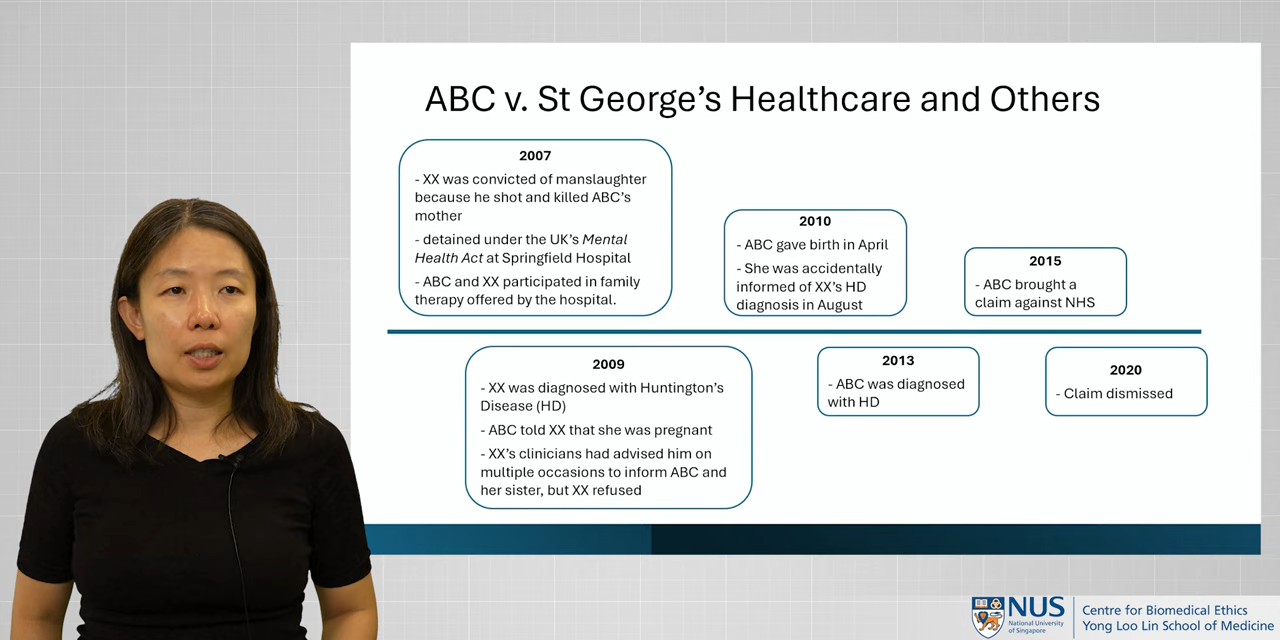 ABC v. St George's Healthcare and Others
2007
- XX was convicted of manslaughter
because he shot and killed ABC's
mother
- detained under the UK's Mental
Health Act at Springfield Hospital
- ABC and XX participated in family
therapy offered by the hospital.
2009
- XX was diagnosed with Huntington's
Disease (HD)
- ABC told XX that she was pregnant
- XX's clinicians had advised him on
multiple occasions to inform ABC and
her sister, but XX refused
2010
- ABC gave birth in April
- She was accidentally
informed of XX's HD
diagnosis in August
2013
- ABC was diagnosed
with HD
2015
- ABC brought a
claim against NHS
2020
- Claim dismissed
NUS
National University
of Singapore
Centre for Biomedical Ethics
Yong Loo Lin School of Medicine